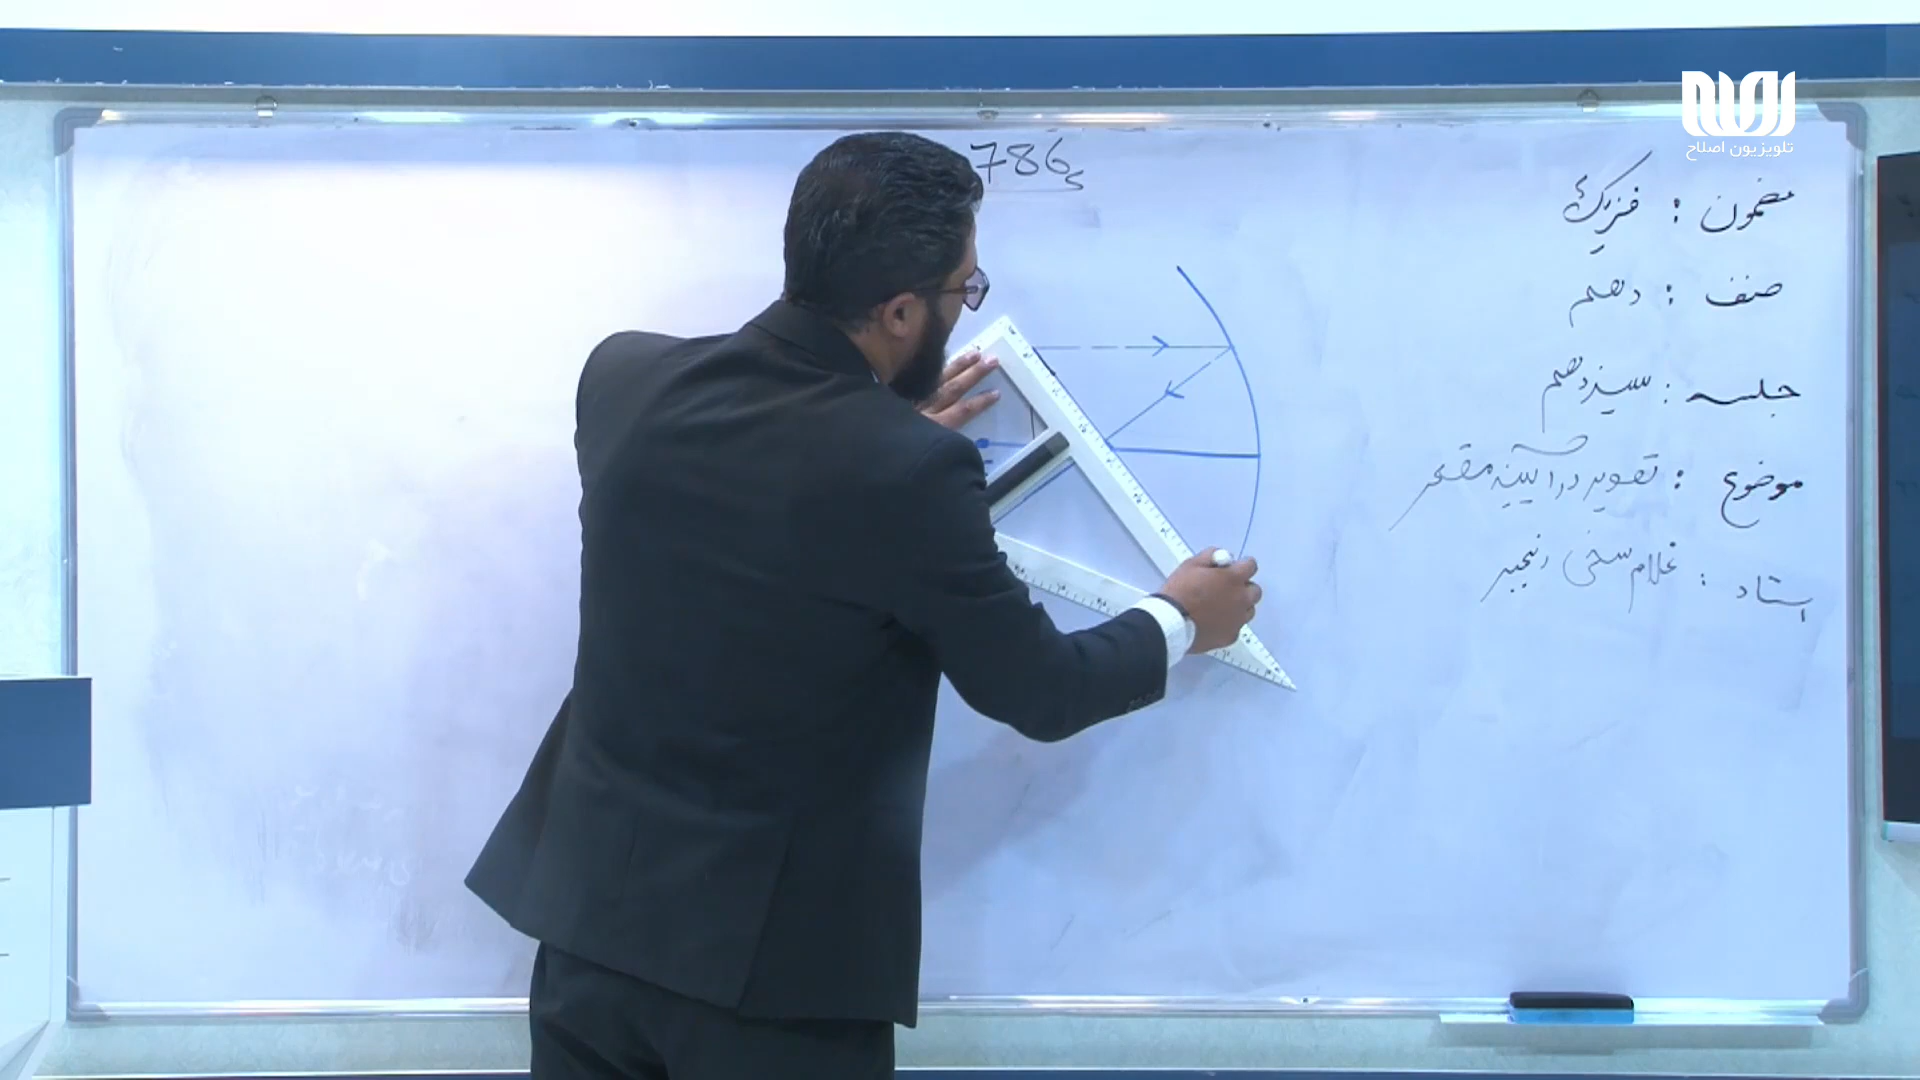 786
مضمون : فزیک
صنف : دهم
جلسه : سیزدهم
موضوع : تصویر در آیینه مقعر
استاد : غلام سخی رنجبر
تلویزیون اصلاح